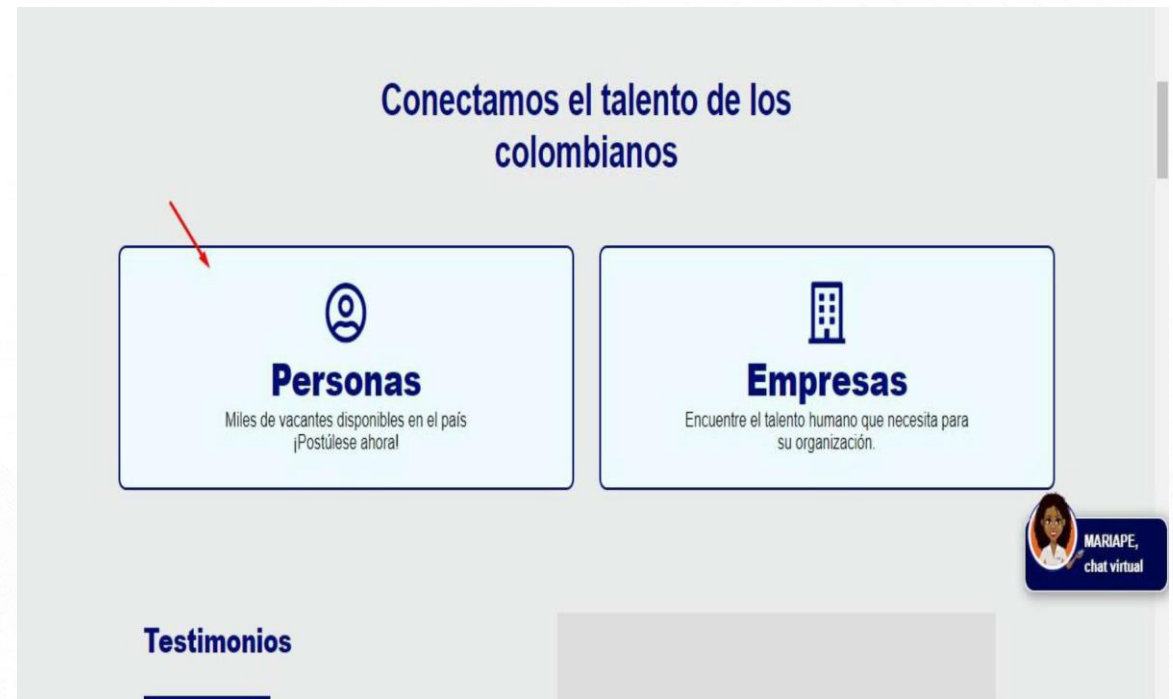 Conectamos el talento de los
colombianos
Personas
Miles de vacantes disponibles en el país
¡Postúlese ahora!
Empresas
Encuentre el talento humano que necesita para
su organización.
MARIAPE,
chat virtual
Testimonios